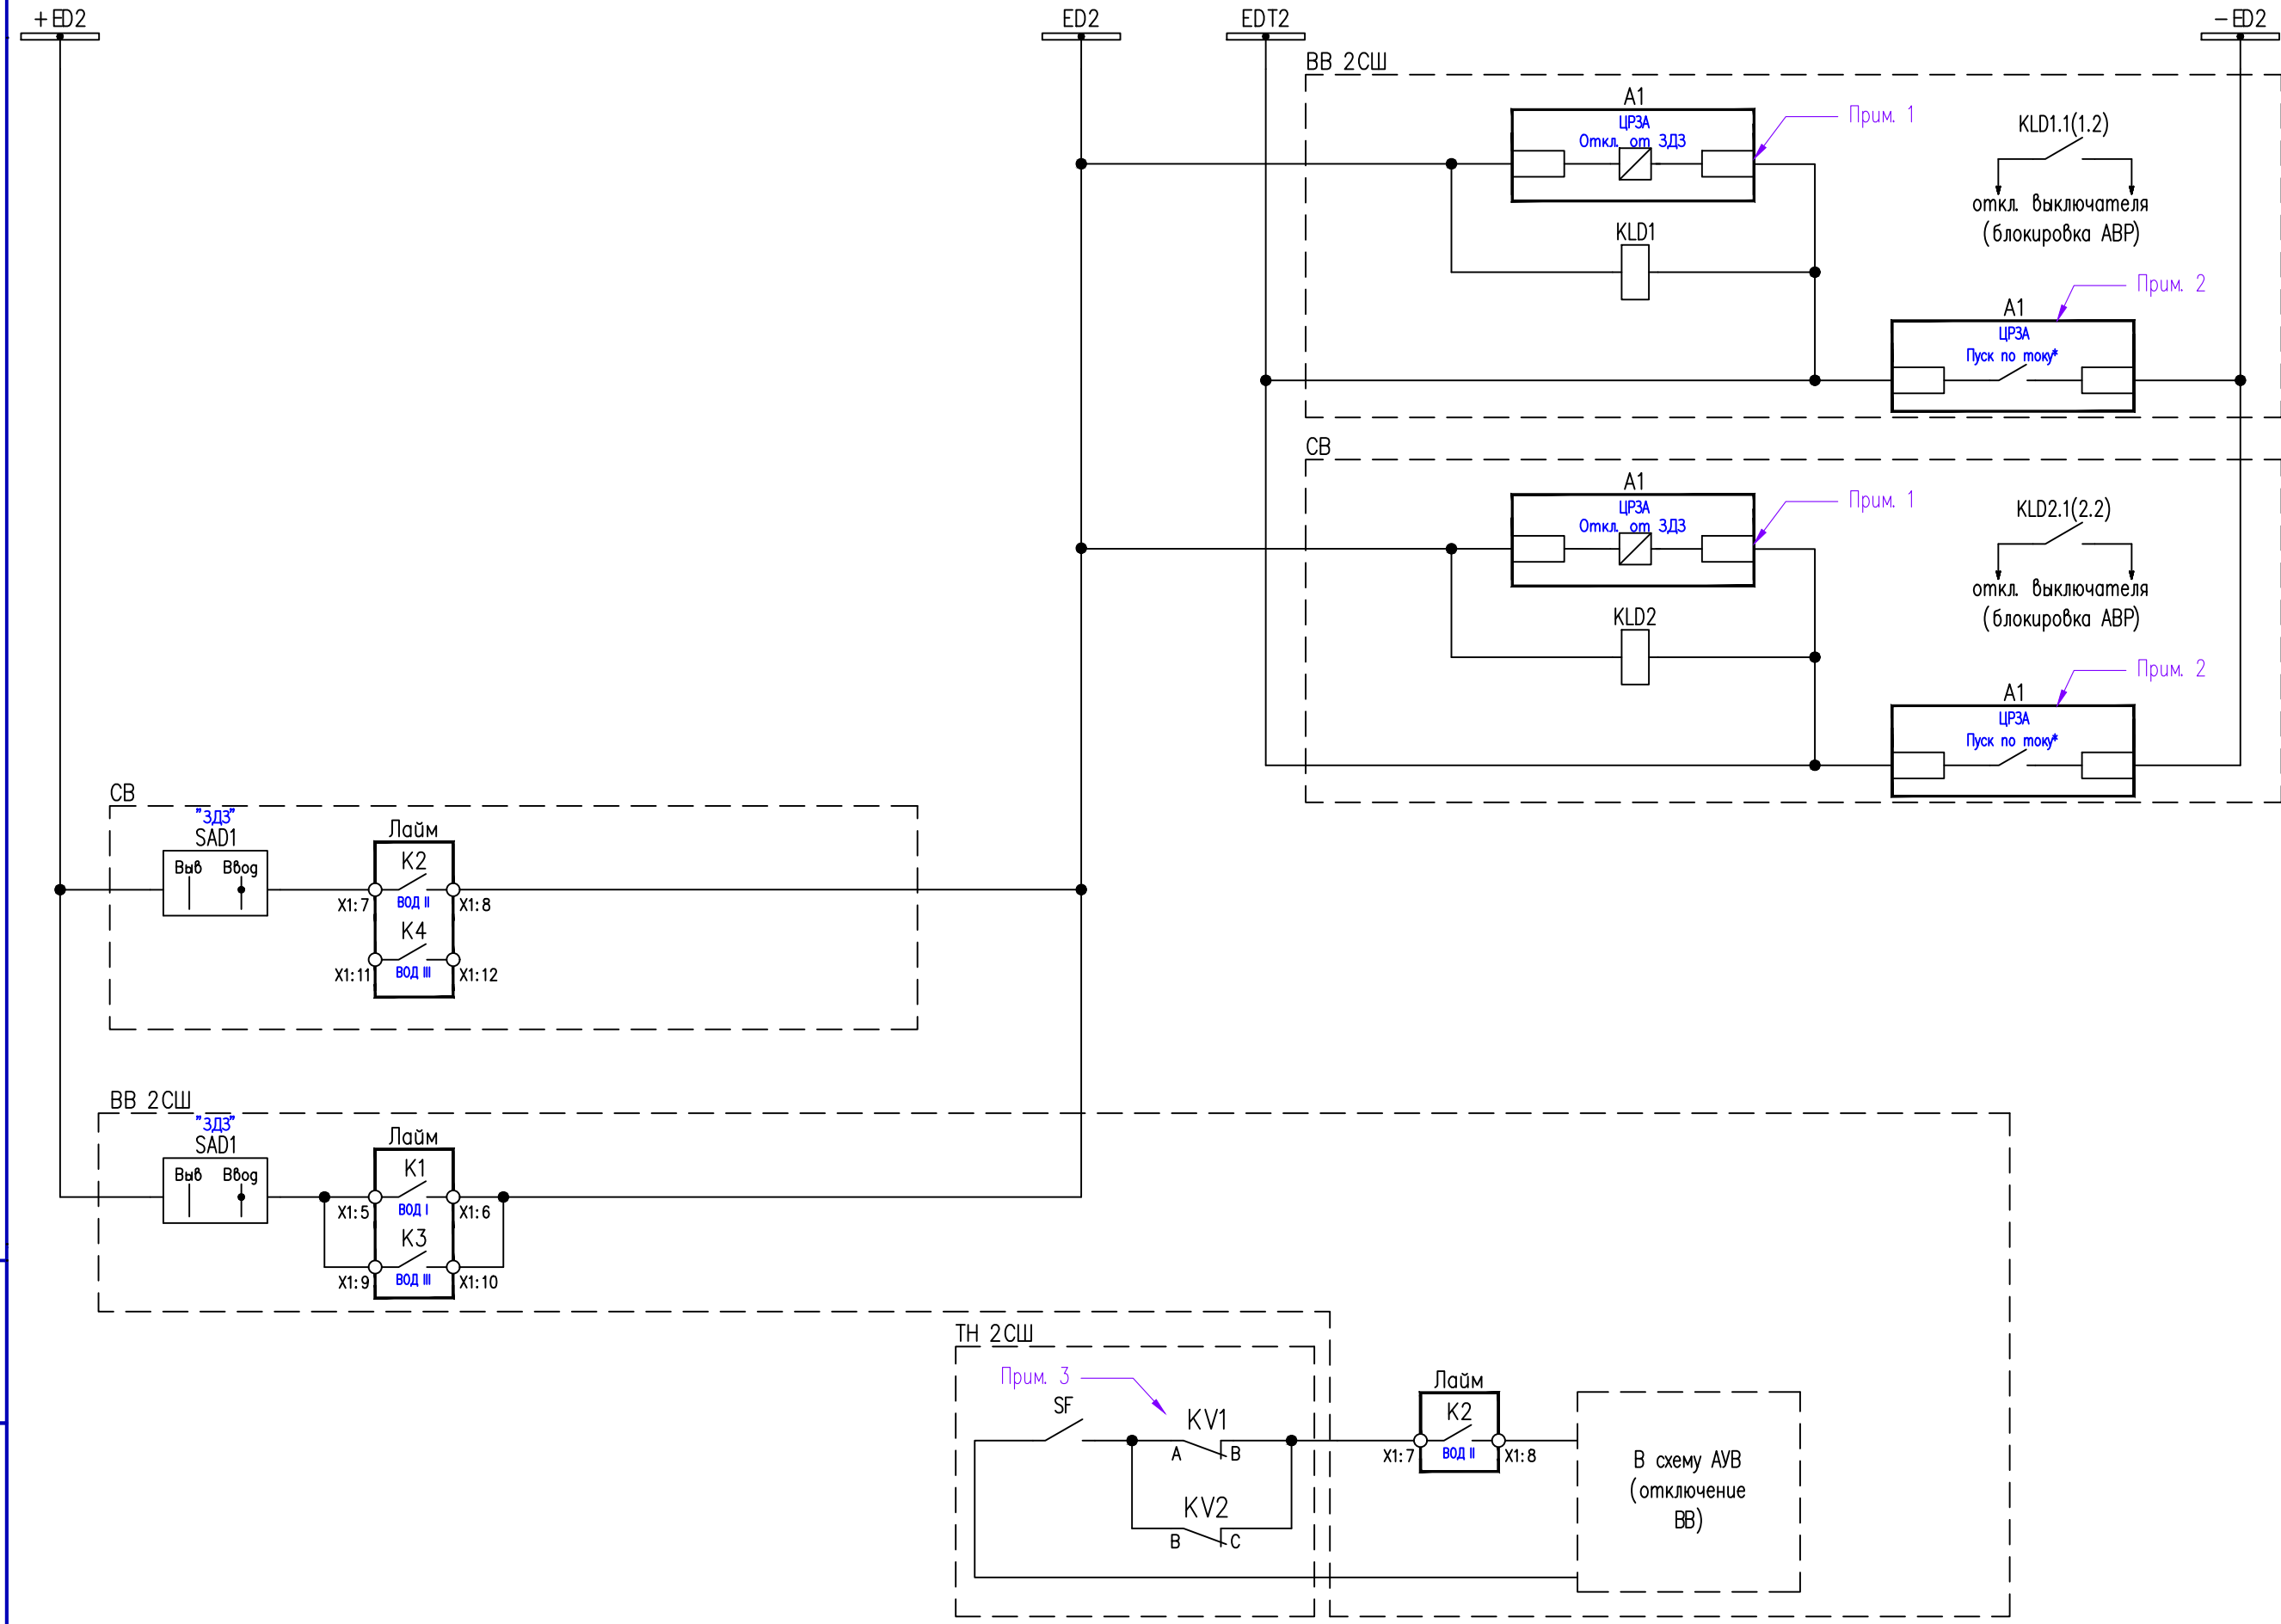 +ED2
ED2
EDT2
-ED2
ВВ 2СШ
A1
ЦРЗА
Откл. от ЗДЗ
Прим. 1
KLD1.1(1.2)
откл. выключателя
(блокировка АВР)
KLD1
Прим. 2
A1
ЦРЗА
Пуск по току*
СВ
A1
ЦРЗА
Откл. от ЗДЗ
Прим. 1
KLD2.1(2.2)
откл. выключателя
(блокировка АВР)
KLD2
Прим. 2
A1
ЦРЗА
Пуск по току*
СВ
"ЗДЗ"
SAD1
Выв Ввод
Лайм
K2
X1:7 ВОД II X1:8
K4
X1:11 ВОД III X1:12
ВВ 2СШ
"ЗДЗ"
SAD1
Выв Ввод
Лайм
K1
X1:5 ВОД I X1:6
K3
X1:9 ВОД III X1:10
ТН 2СШ
Прим. 3
SF
KV1
A B
KV2
B C
Лайм
K2
X1:7 ВОД II X1:8
В схему АУВ
(отключение
ВВ)